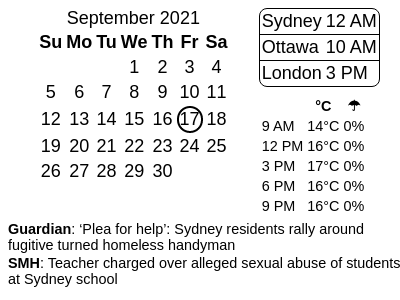 September 2021
Su Mo Tu We Th Fr Sa
1 2 3 4
5 6 7 8 9 10 11
12 13 14 15 16 17 18
19 20 21 22 23 24 25
26 27 28 29 30
Sydney 12 AM
Ottawa 10 AM
London 3 PM
°C ☂
9 AM 14°C 0%
12 PM 16°C 0%
3 PM 17°C 0%
6 PM 16°C 0%
9 PM 16°C 0%
Guardian: ‘Plea for help’: Sydney residents rally around
fugitive turned homeless handyman
SMH: Teacher charged over alleged sexual abuse of students
at Sydney school